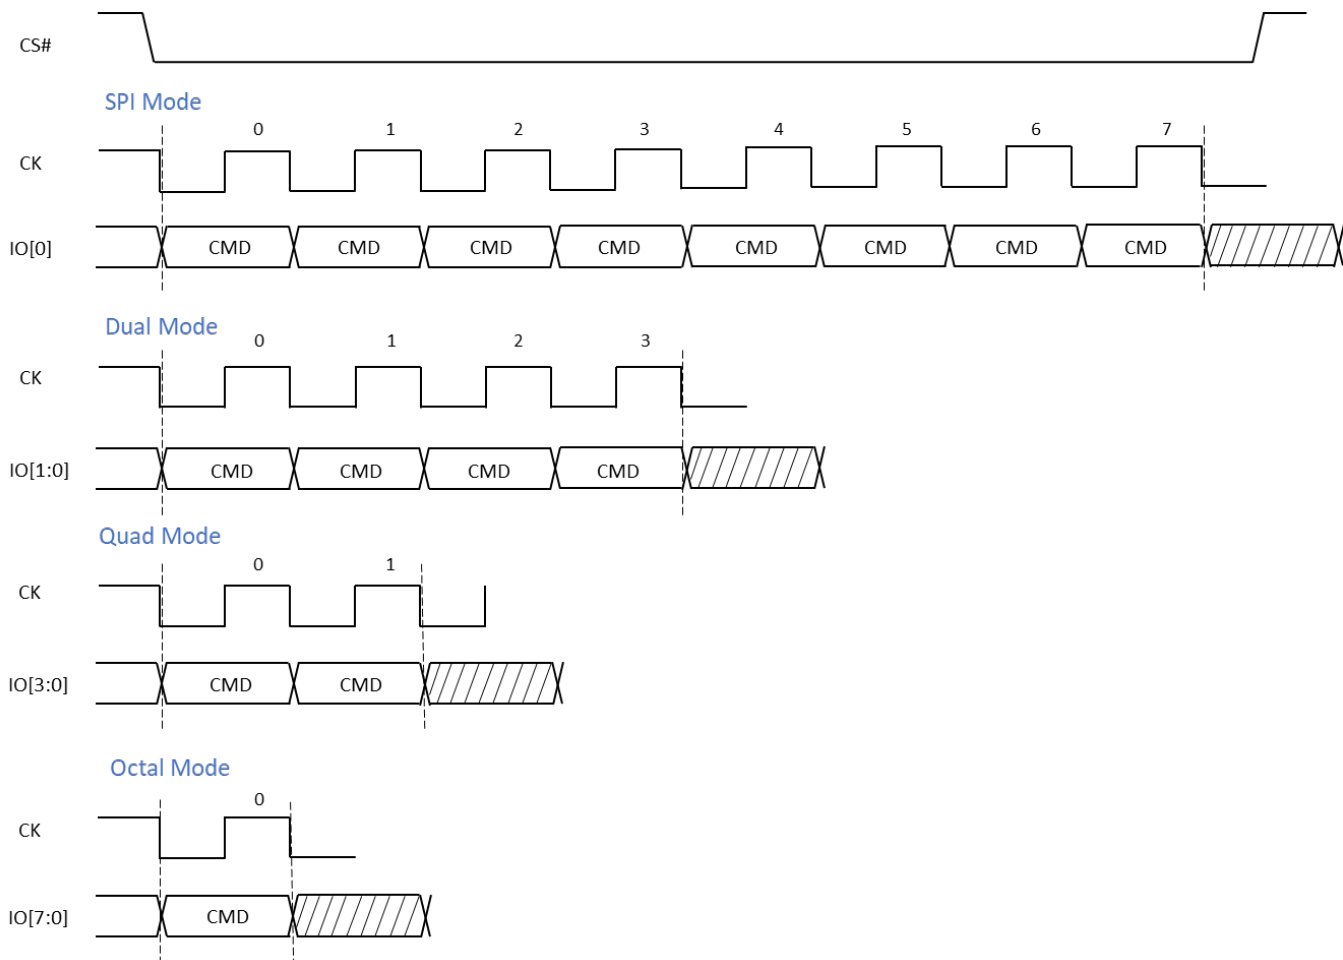 CS#
SPI Mode
0 1 2 3 4 5 6 7
CK
IO[0] CMD CMD CMD CMD CMD CMD CMD CMD
Dual Mode
0 1 2 3
CK
IO[1:0] CMD CMD CMD CMD
Quad Mode
0 1
CK
IO[3:0] CMD CMD
Octal Mode
0
CK
IO[7:0] CMD